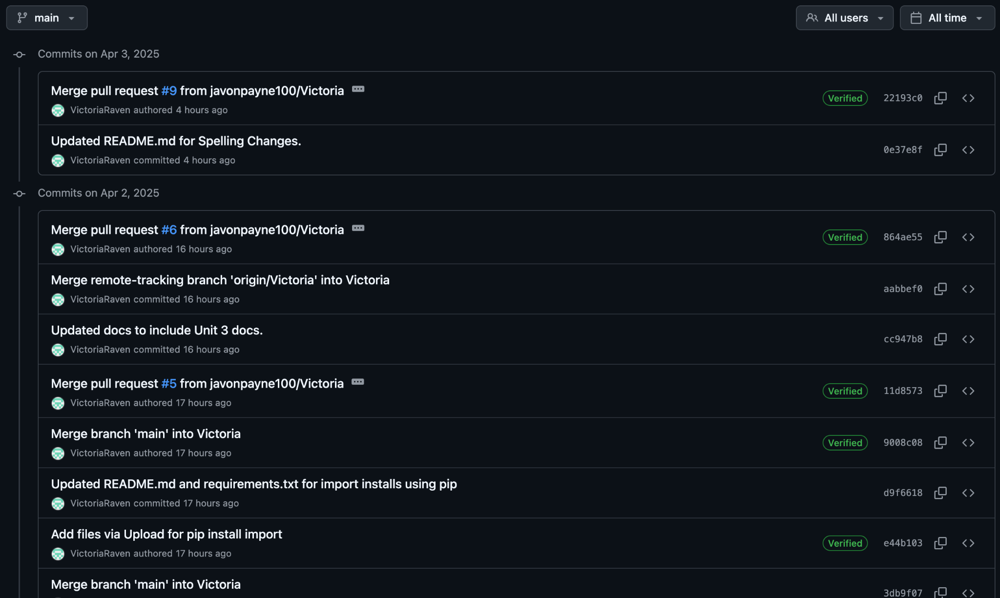 main
All users
All time
Commits on Apr 3, 2025
Merge pull request #9 from javonpayne100/Victoria
Verified
22193c0
VictoriaRaven authored 4 hours ago
Updated README.md for Spelling Changes.
0e37e8f
VictoriaRaven committed 4 hours ago
Commits on Apr 2, 2025
Merge pull request #6 from javonpayne100/Victoria
Verified
864ae55
VictoriaRaven authored 16 hours ago
Merge remote-tracking branch 'origin/Victoria' into Victoria
aabbef0
VictoriaRaven committed 16 hours ago
Updated docs to include Unit 3 docs.
cc947b8
VictoriaRaven committed 16 hours ago
Merge pull request #5 from javonpayne100/Victoria
Verified
11d8573
VictoriaRaven authored 17 hours ago
Merge branch 'main' into Victoria
Verified
9008c08
VictoriaRaven authored 17 hours ago
Updated README.md and requirements.txt for import installs using pip
d9f6618
VictoriaRaven committed 17 hours ago
Add files via Upload for pip install import
Verified
e44b103
VictoriaRaven authored 17 hours ago
Merge branch 'main' into Victoria
3db9f07